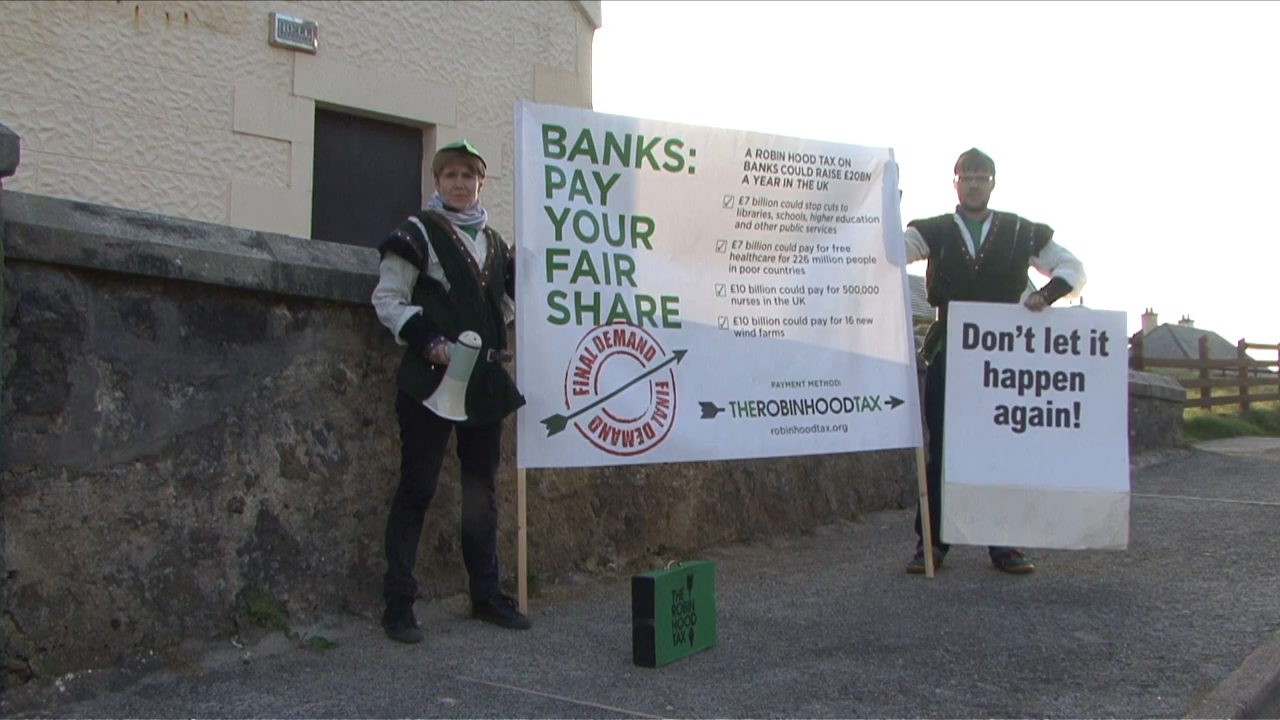 BELL
BANKS:
PAY
YOUR
FAIR
SHARE
FINAL DEMAND
FINAL DEMAND
FINAL DEMAND
A ROBIN HOOD TAX ON
BANKS COULD RAISE £20BN
A YEAR IN THE UK
£7 billion could stop cuts to
libraries, schools, higher education
and other public services
£7 billion could pay for free
healthcare for 226 million people
in poor countries
£10 billion could pay for 500,000
nurses in the UK
£10 billion could pay for 16 new
wind farms
PAYMENT METHOD:
THEROBINHOODTAX
robinhoodtax.org
Don't let it
happen
again!
THE
ROBIN
HOOD
TAX